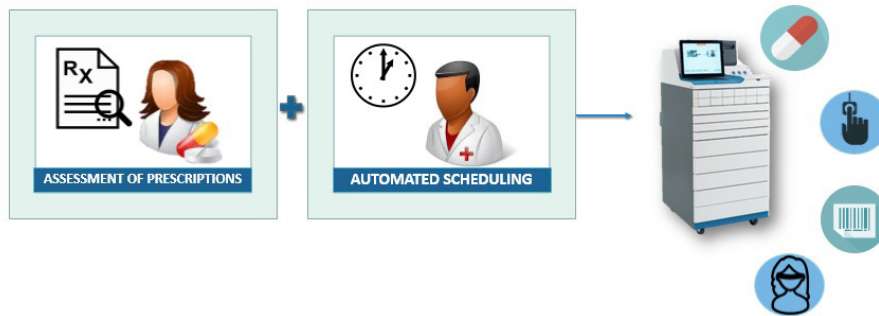 Rx
ASSESSMENT OF PRESCRIPTIONS
AUTOMATED SCHEDULING